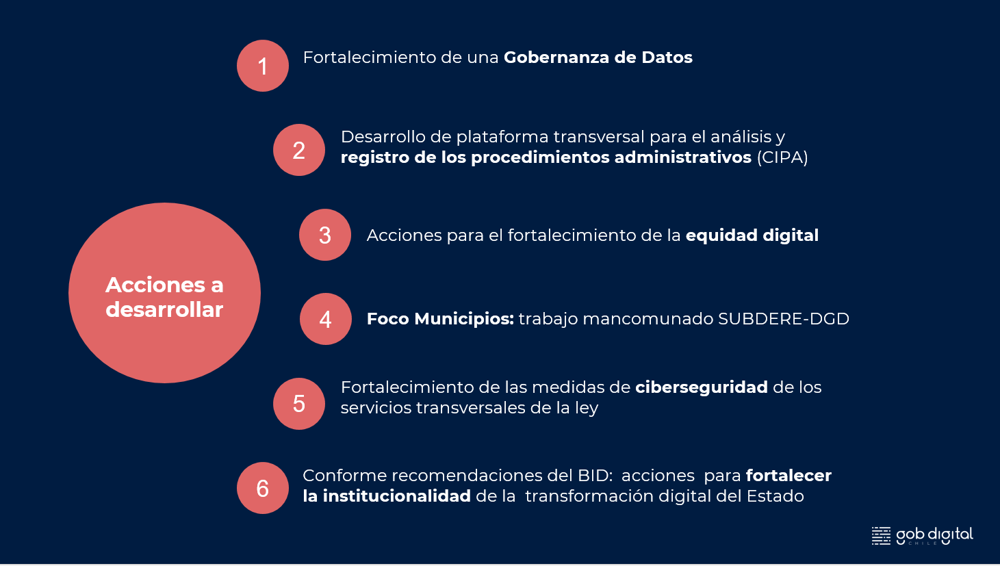 1
Fortalecimiento de una Gobernanza de Datos
2
Desarrollo de plataforma transversal para el análisis y
registro de los procedimientos administrativos (CIPA)
3
Acciones para el fortalecimiento de la equidad digital
Acciones a
desarrollar
4
Foco Municipios: trabajo mancomunado SUBDERE-DGD
5
Fortalecimiento de las medidas de ciberseguridad de los
servicios transversales de la ley
6
Conforme recomendaciones del BID:  acciones  para fortalecer
la institucionalidad de la  transformación digital del Estado
gob digital
CHILE